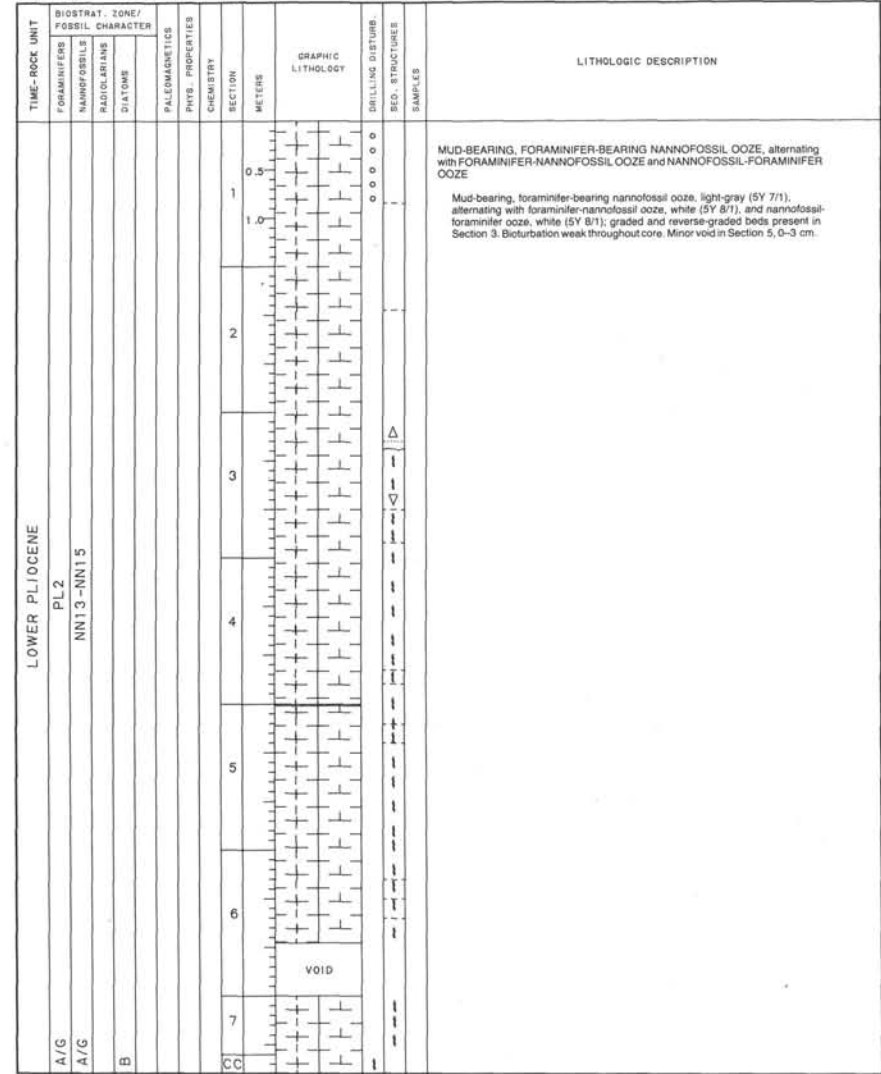 TIME-ROCK UNIT
BIOSTRAT. ZONE/
FOSSIL CHARACTER
FORAMINIFERS
NANNOFOSSILS
RADIOLARIANS
DIATOMS
PALEOMAGNETICS
PHYS. PROPERTIES
CHEMISTRY
SECTION
METERS
GRAPHIC
LITHOLOGY
DRILLING DISTURB.
SED. STRUCTURES
SAMPLES
LITHOLOGIC DESCRIPTION
LOWER PLIOCENE
PL2
NN13-NN15
A/G
A/G
B
1
0.5
1.0
2
3
4
5
6
VOID
7
CC
MUD-BEARING, FORAMINIFER-BEARING NANNOFOSSIL OOZE, alternating
with FORAMINIFER-NANNOFOSSIL OOZE and NANNOFOSSIL-FORAMINIFER
OOZE
Mud-bearing, foraminifer-bearing nannofossil ooze, light-gray (5Y 7/1),
alternating with foraminifer-nannofossil ooze, white (5Y 8/1), and nannofossil-
foraminifer ooze, white (5Y 8/1); graded and reverse-graded beds present in
Section 3. Bioturbation weak throughout core. Minor void in Section 5, 0–3 cm.